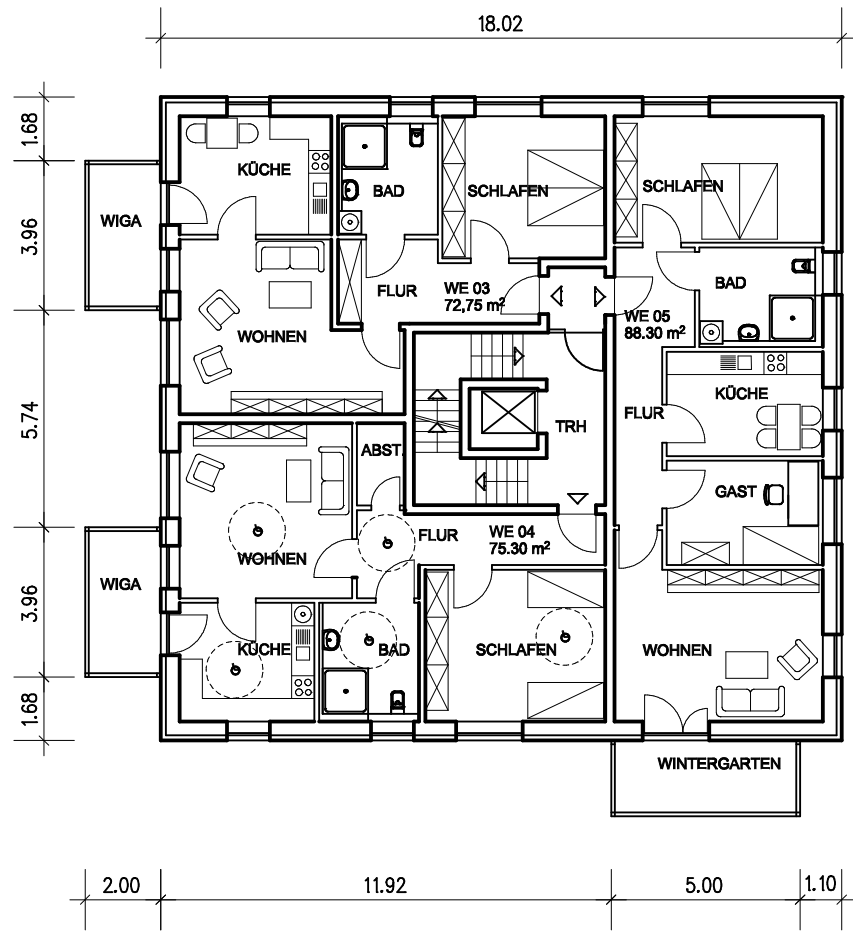 18.02
1.68
KÜCHE
BAD
SCHLAFEN
SCHLAFEN
WIGA
3.96
FLUR
WE 03
72,75 m²
BAD
WE 05
88.30 m²
WOHNEN
KÜCHE
5.74
FLUR
TRH
ABST.
GAST
FLUR
WE 04
75.30 m²
WOHNEN
WIGA
3.96
KÜCHE
BAD
SCHLAFEN
WOHNEN
1.68
WINTERGARTEN
2.00
11.92
5.00
1.10